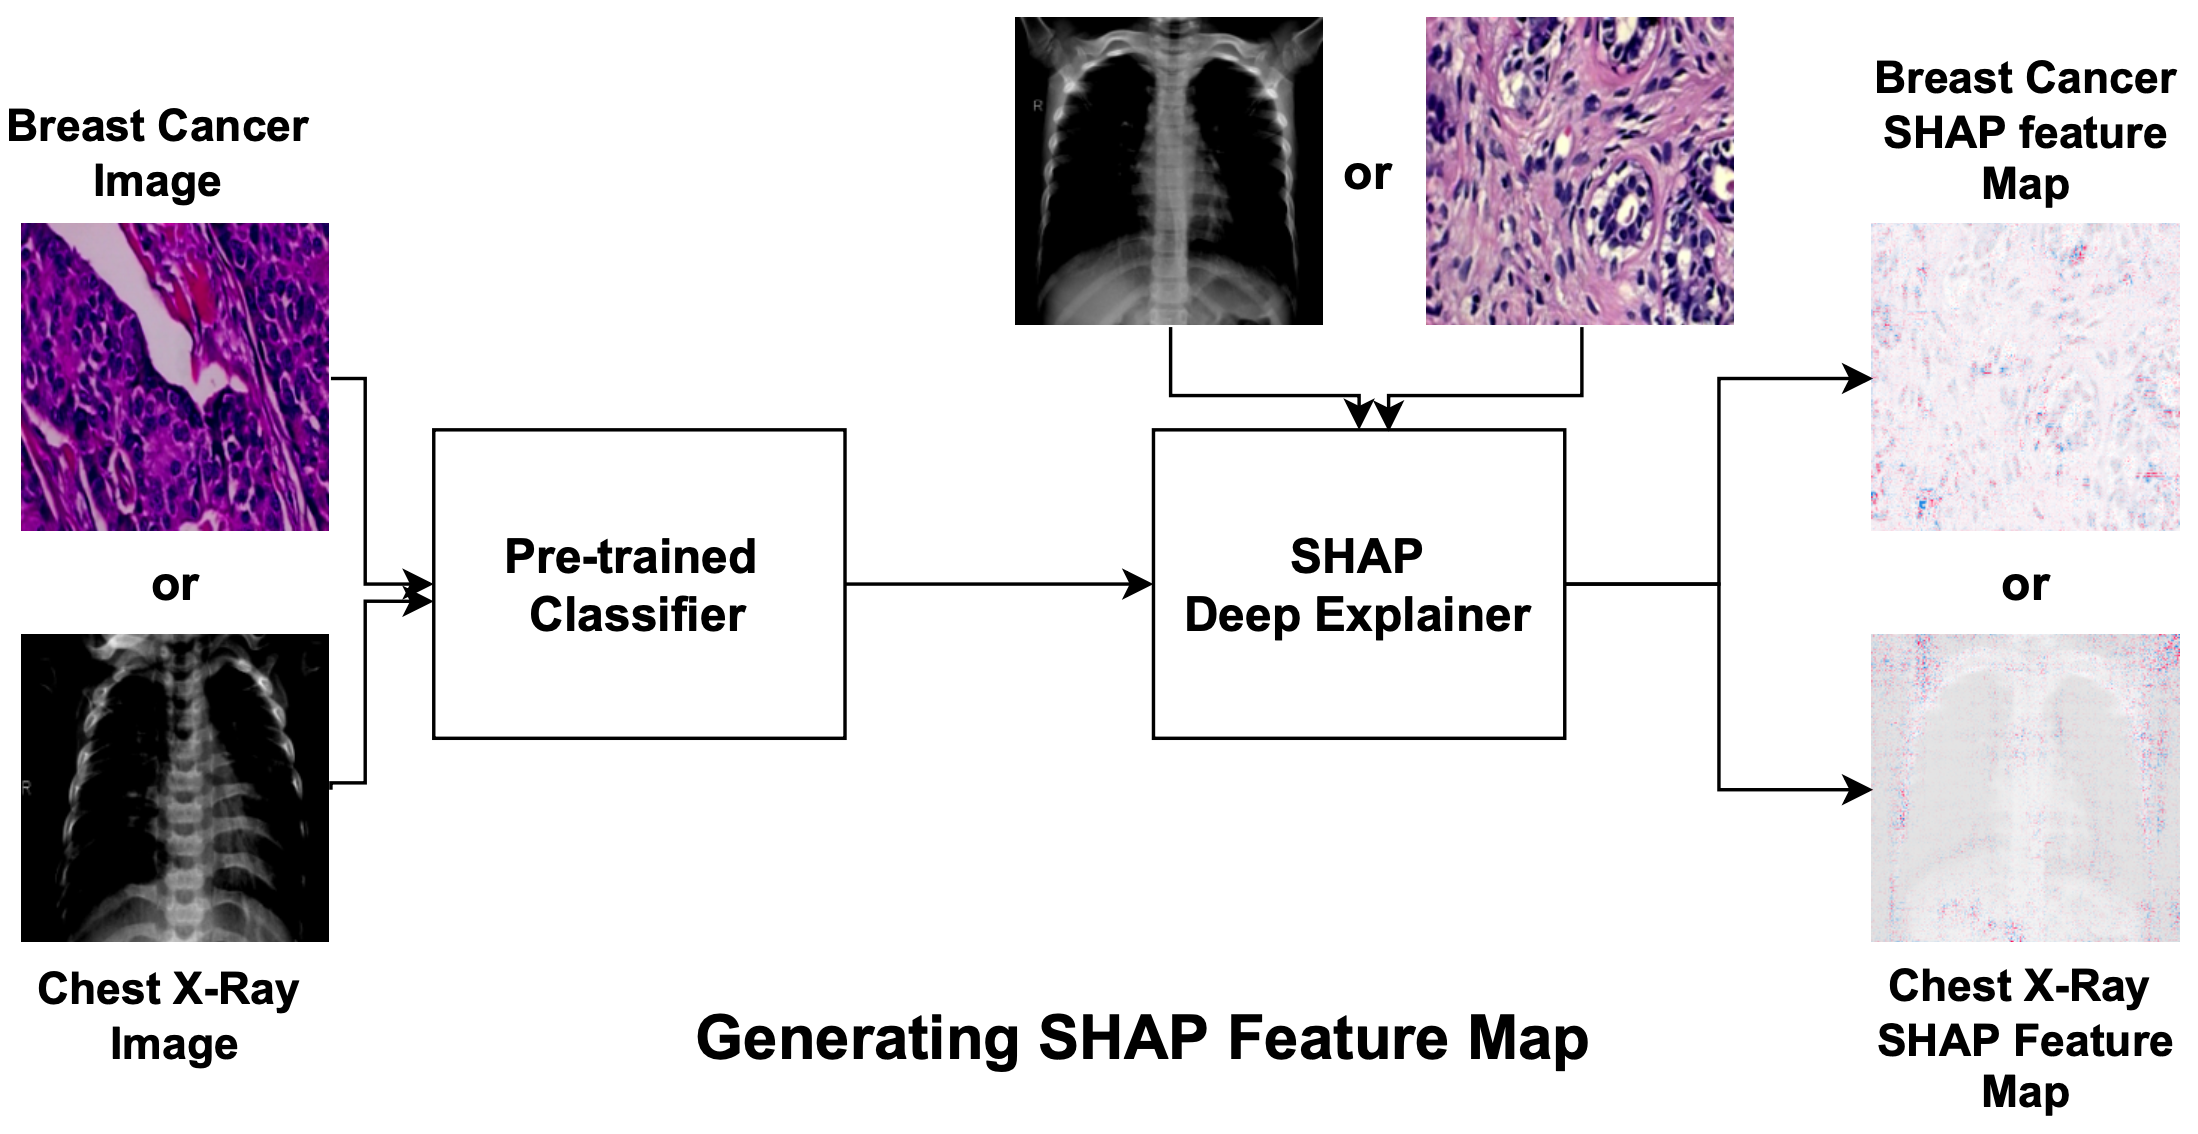 Breast Cancer
Image
or
Chest X-Ray
Image
R
Pre-trained
Classifier
R
or
SHAP
Deep Explainer
Breast Cancer
SHAP feature
Map
or
Chest X-Ray
SHAP Feature
Map
Generating SHAP Feature Map